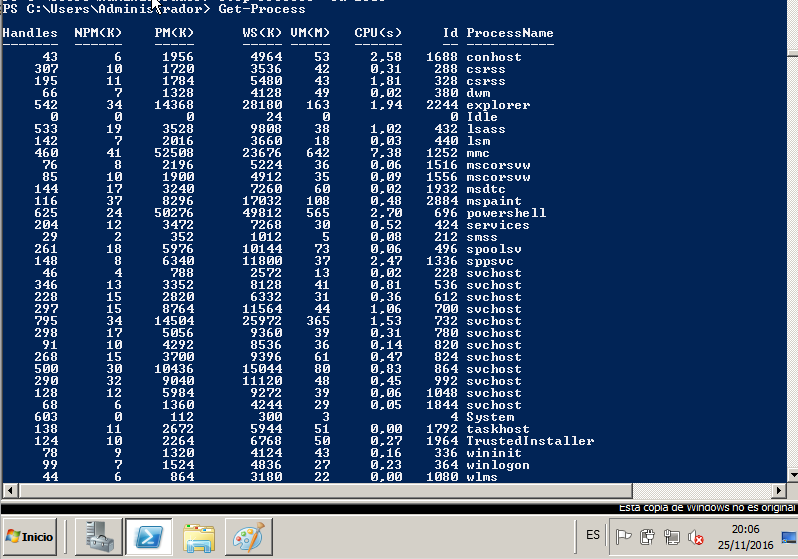 PS C:\Users\Administrador> Get-Process
Handles NPM(K) PM(K) WS(K) VM(M) CPU(s) Id ProcessName
43 6 1956 4964 53 2,58 1688 conhost
307 10 1720 3536 42 0,31 288 csrss
195 11 1784 5480 43 1,81 328 csrss
66 7 1328 4128 49 0,02 380 dwm
542 34 14368 28180 163 1,94 2244 explorer
0 0 0 24 0 0 Idle
533 19 3528 9808 38 1,02 432 lsass
142 7 2016 3660 18 0,03 440 lsm
460 41 52508 23676 642 7,38 1252 mmc
76 8 2196 5224 36 0,06 1516 mscorsvw
85 10 1900 4912 35 0,09 1556 mscorsvw
144 17 3240 7260 60 0,02 1932 msdtc
116 37 8296 17032 108 0,48 2884 mspaint
625 24 50276 49812 565 2,70 696 powershell
204 12 3472 7268 30 0,52 424 services
29 2 352 1012 5 0,08 212 smss
261 18 5976 10144 73 0,06 496 spoolsv
148 8 6340 11800 37 2,47 1336 sppsvc
46 4 788 2572 13 0,02 228 svchost
346 13 3352 8128 41 0,81 536 svchost
228 15 2820 6332 31 0,36 612 svchost
297 15 8764 11564 44 1,06 700 svchost
795 34 14504 25972 365 1,53 732 svchost
298 17 5056 9360 39 0,31 780 svchost
91 10 4292 8536 36 0,14 820 svchost
268 15 3700 9396 61 0,47 824 svchost
500 30 10436 15044 80 0,83 864 svchost
290 32 9040 11120 48 0,45 992 svchost
128 12 5984 9272 39 0,06 1048 svchost
68 6 1360 4244 29 0,05 1844 svchost
603 0 112 300 3 4 System
138 11 2672 5944 51 0,00 1792 taskhost
124 10 2264 6768 50 0,27 1964 TrustedInstaller
78 9 1320 4124 43 0,16 336 wininit
99 7 1524 4836 27 0,23 364 winlogon
44 6 864 3180 22 0,00 1080 wlms
Esta copia de Windows no es original
Inicio
ES
20:06
25/11/2016